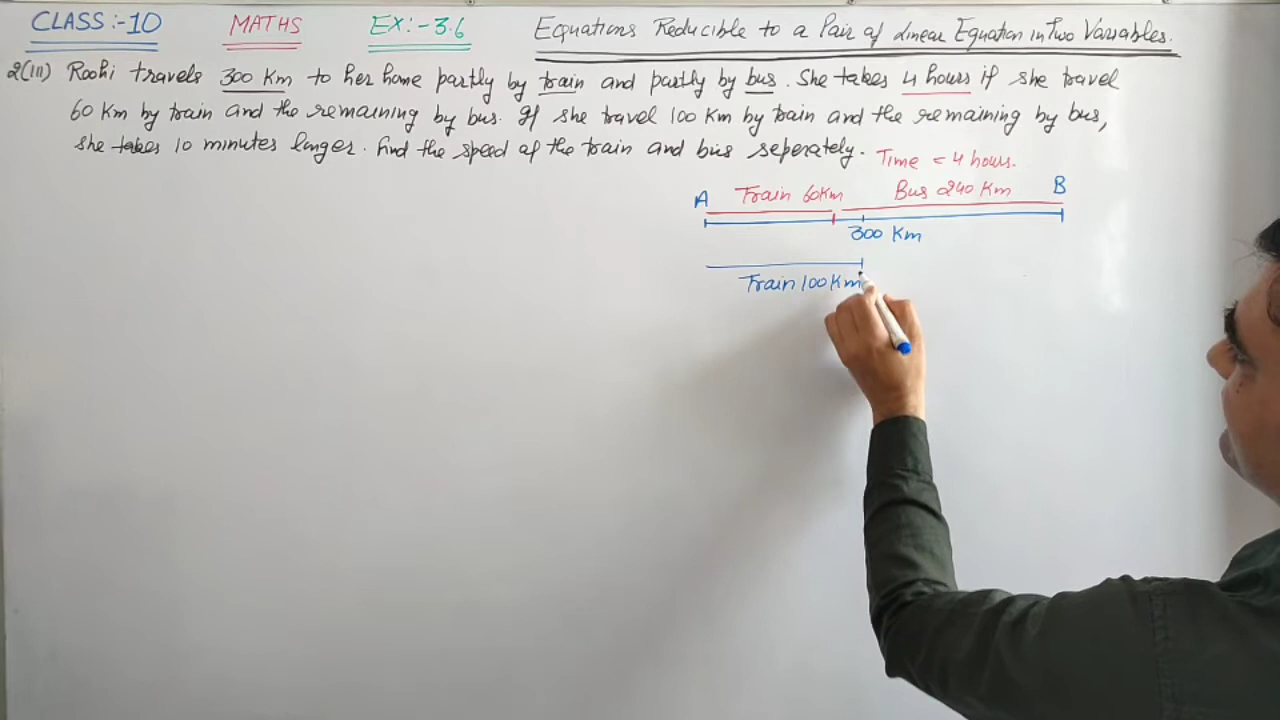 CLASS:-10 MATHS EX:-3.6 Equations Reducible to a Pair of Linear Equation in Two Variables.
2(iii) Roohi travels 300 Km to her home partly by train and partly by bus. She takes 4 hours if she travel
60 Km by train and the remaining by bus. If she travel 100 Km by train and the remaining by bus,
she takes 10 minutes longer. Find the speed of the train and bus seperately.
Time = 4 hours.
A Train 60Km Bus 240 Km B
300 Km
Train 100 Km